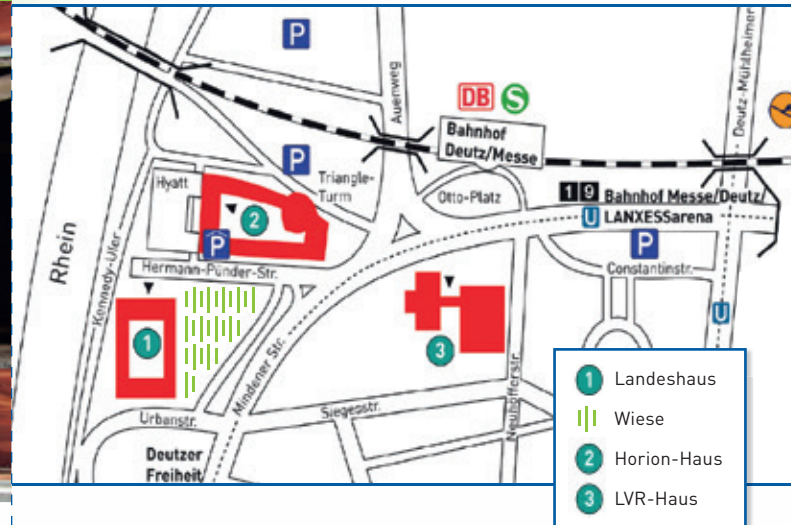 P
Auenweg
Deutz-Mülheimer
DB S
Bahnhof
Deutz/Messe
P
Hyatt
Triangle-
Turm
Otto-Platz
1 9 Bahnhof Messe/Deutz/
U LANXESSarena
2
P
P
Rhein
Kennedy-Ufer
Hermann-Pünder-Str.
Constantinstr.
U
1
3
Mindener Str.
Neuhöfferstr.
Urbanstr.
Siegesstr.
Deutzer
Freiheit
1 Landeshaus
Wiese
2 Horion-Haus
3 LVR-Haus